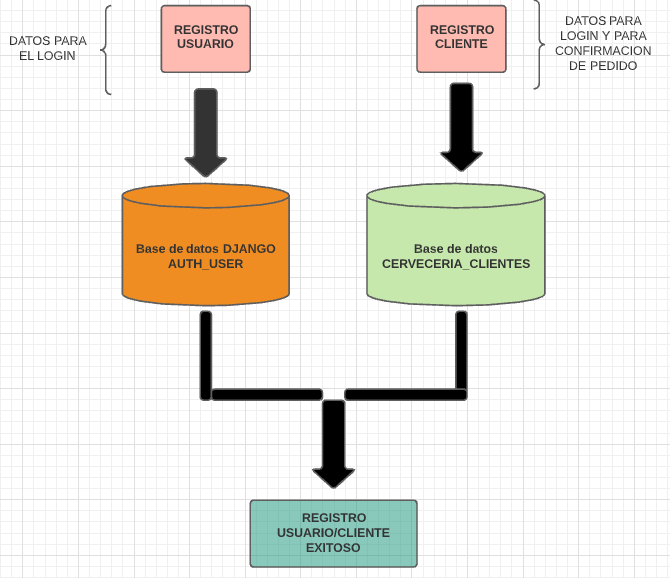 DATOS PARA
EL LOGIN
REGISTRO
USUARIO
REGISTRO
CLIENTE
DATOS PARA
LOGIN Y PARA
CONFIRMACION
DE PEDIDO
Base de datos DJANGO
AUTH_USER
Base de datos
CERVECERIA_CLIENTES
REGISTRO
USUARIO/CLIENTE
EXITOSO